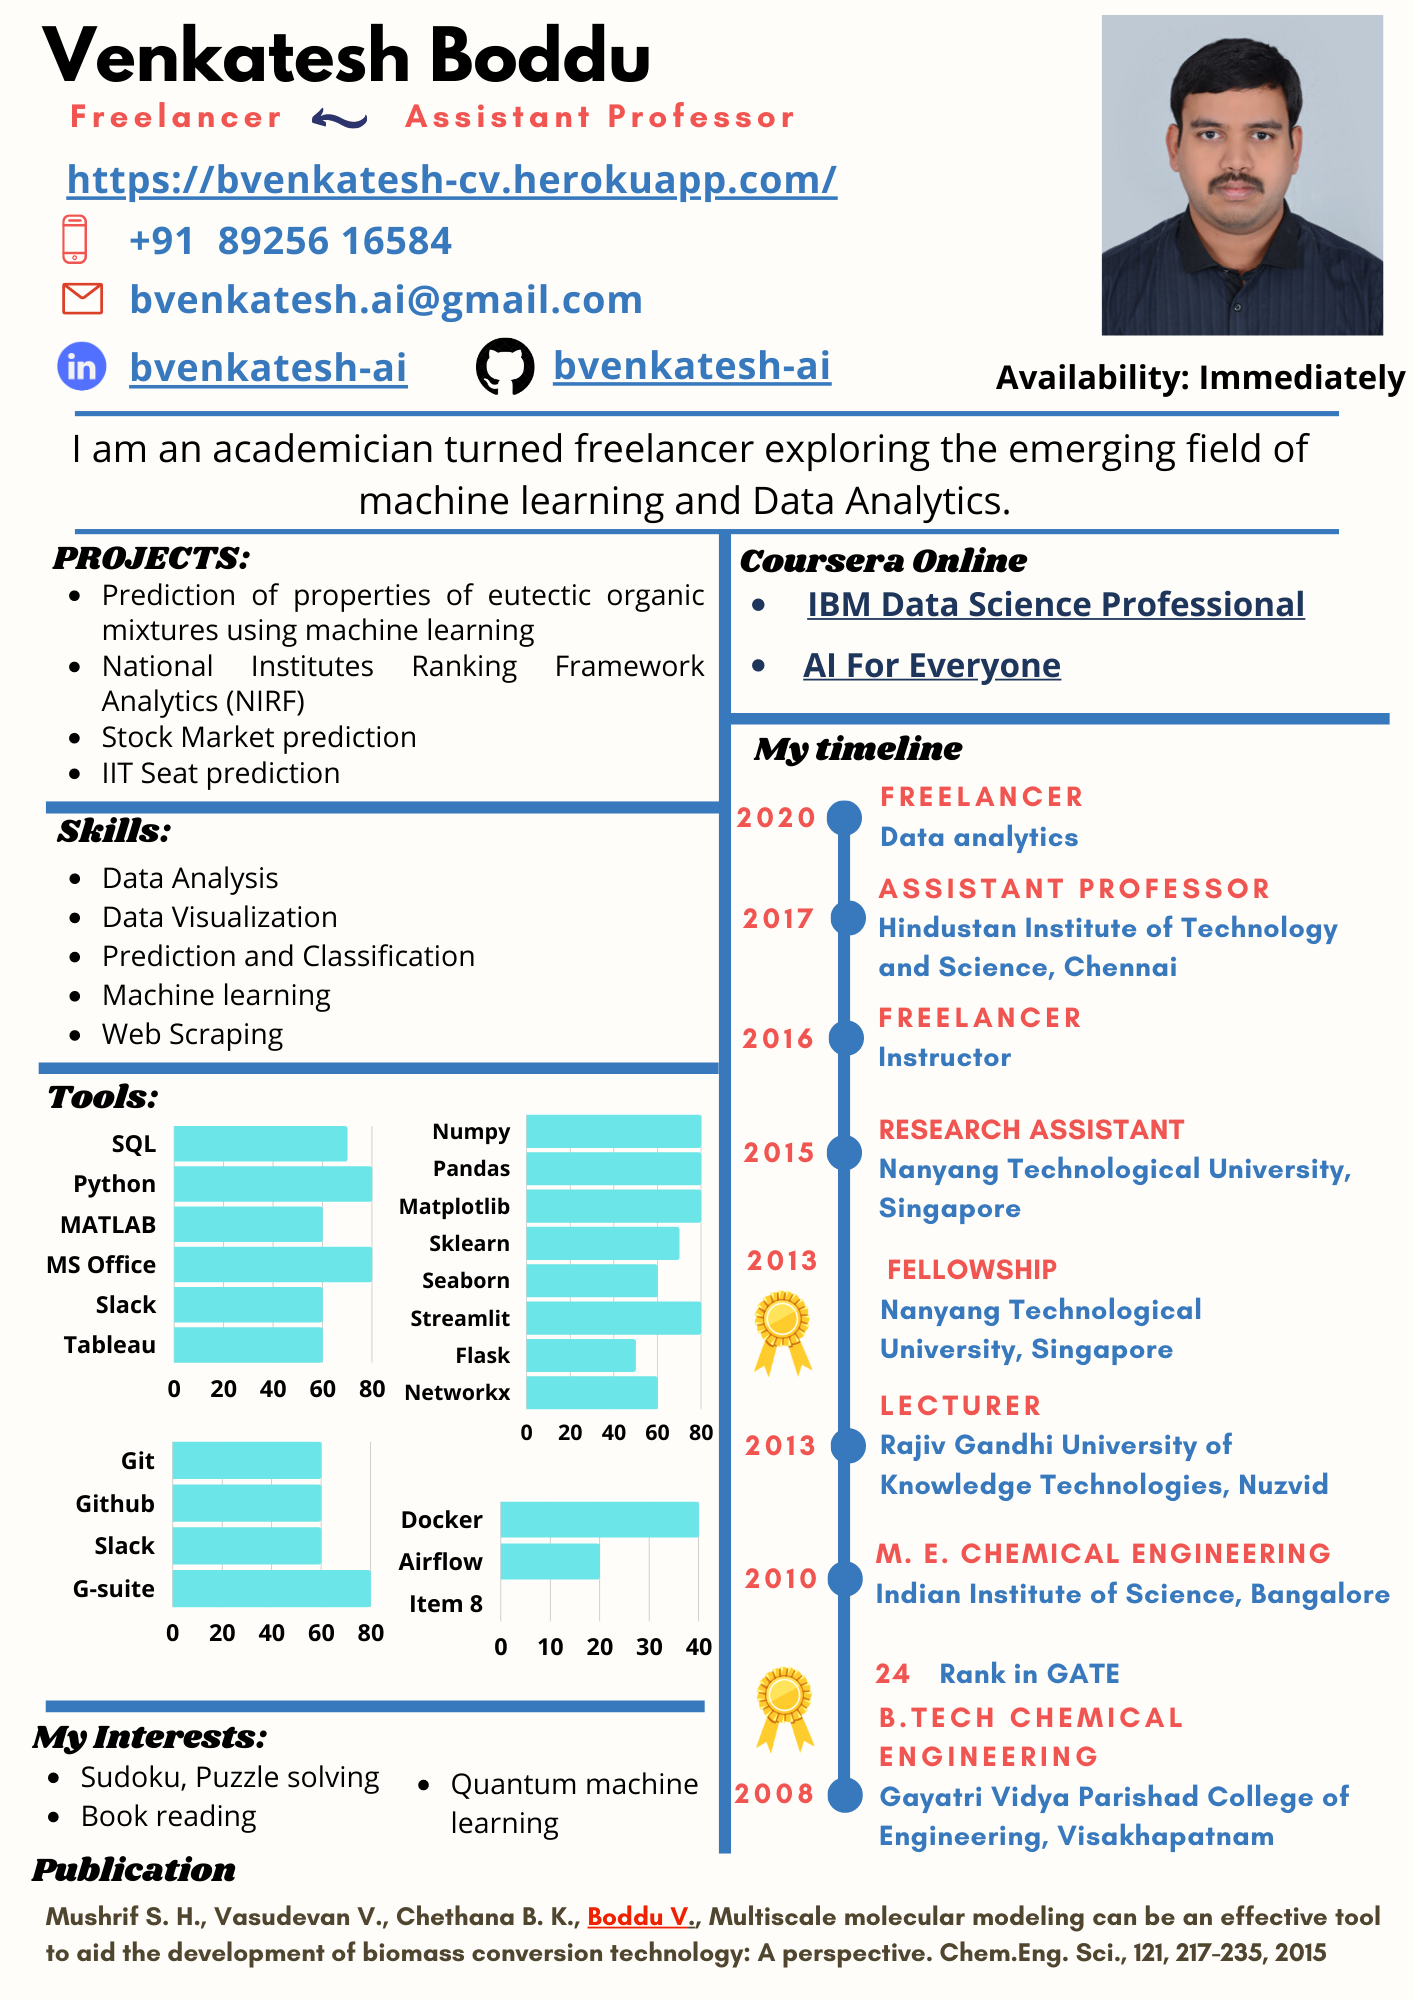 Venkatesh Boddu
Freelancer Assistant Professor
https://bvenkatesh-cv.herokuapp.com/
+91 89256 16584
bvenkatesh.ai@gmail.com
in bvenkatesh-ai bvenkatesh-ai
Availability: Immediately
I am an academician turned freelancer exploring the emerging field of
machine learning and Data Analytics.
PROJECTS:
• Prediction of properties of eutectic organic
mixtures using machine learning
• National Institutes Ranking Framework
Analytics (NIRF)
• Stock Market prediction
• IIT Seat prediction
Skills:
• Data Analysis
• Data Visualization
• Prediction and Classification
• Machine learning
• Web Scraping
Tools:
SQL
Python
MATLAB
MS Office
Slack
Tableau
0 20 40 60 80
Numpy
Pandas
Matplotlib
Sklearn
Seaborn
Streamlit
Flask
Networkx
0 20 40 60 80
Git
Github
Slack
G-suite
0 20 40 60 80
Docker
Airflow
Item 8
0 10 20 30 40
My Interests:
• Sudoku, Puzzle solving
• Book reading
• Quantum machine
learning
Coursera Online
• IBM Data Science Professional
• AI For Everyone
My timeline
2020 FREELANCER
Data analytics
2017 ASSISTANT PROFESSOR
Hindustan Institute of Technology
and Science, Chennai
2016 FREELANCER
Instructor
2015 RESEARCH ASSISTANT
Nanyang Technological University,
Singapore
2013 FELLOWSHIP
Nanyang Technological
University, Singapore
2013 LECTURER
Rajiv Gandhi University of
Knowledge Technologies, Nuzvid
2010 M. E. CHEMICAL ENGINEERING
Indian Institute of Science, Bangalore
24 Rank in GATE
B.TECH CHEMICAL
ENGINEERING
2008 Gayatri Vidya Parishad College of
Engineering, Visakhapatnam
Publication
Mushrif S. H., Vasudevan V., Chethana B. K., Boddu V., Multiscale molecular modeling can be an effective tool
to aid the development of biomass conversion technology: A perspective. Chem.Eng. Sci., 121, 217-235, 2015